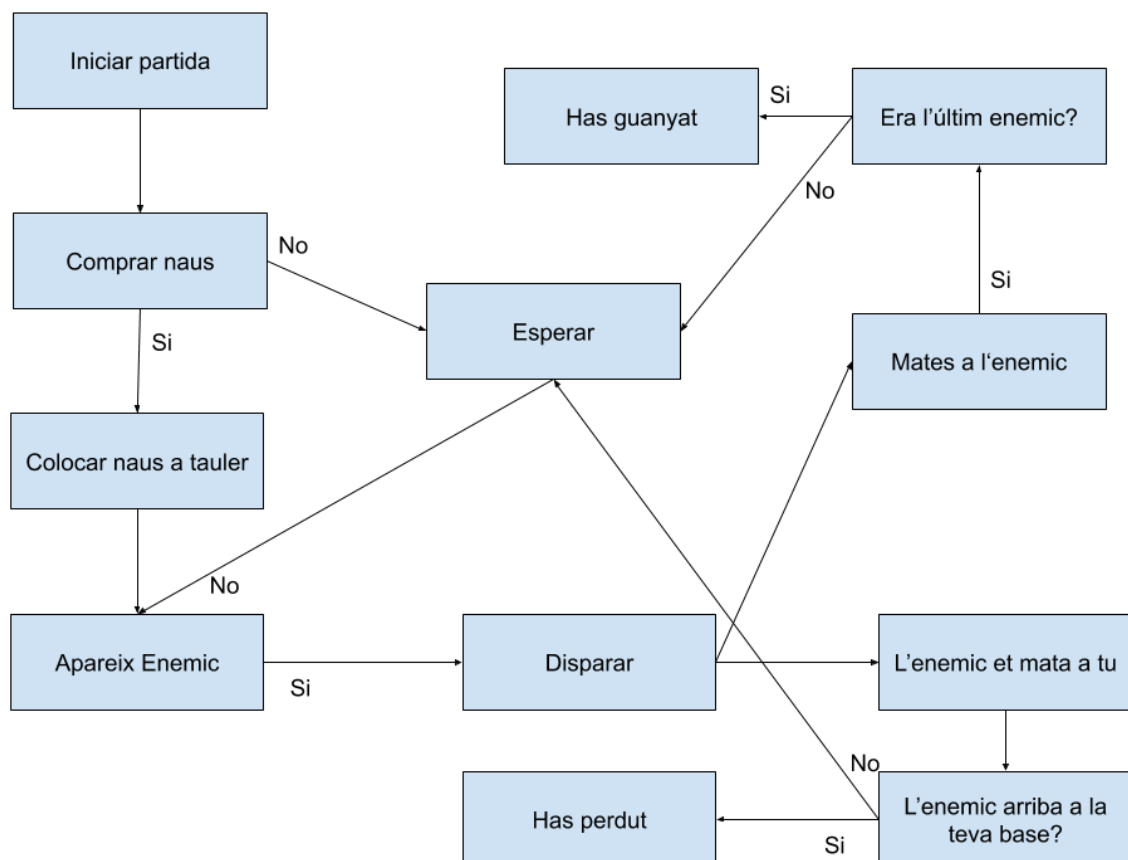 Iniciar partida
Has guanyat
Si
Era l'últim enemic?
No
Comprar naus
No
Si
Esperar
Si
Mates a l‘enemic
Colocar naus a tauler
No
Apareix Enemic
Si
Disparar
L'enemic et mata a tu
No
Has perdut
Si
L'enemic arriba a la
teva base?